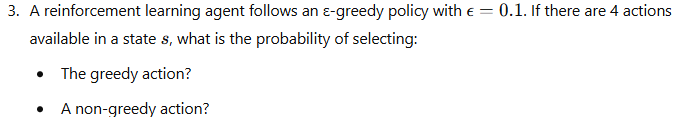 3. A reinforcement learning agent follows an ε-greedy policy with ϵ = 0.1. If there are 4 actions
available in a state s, what is the probability of selecting:
• The greedy action?
• A non-greedy action?